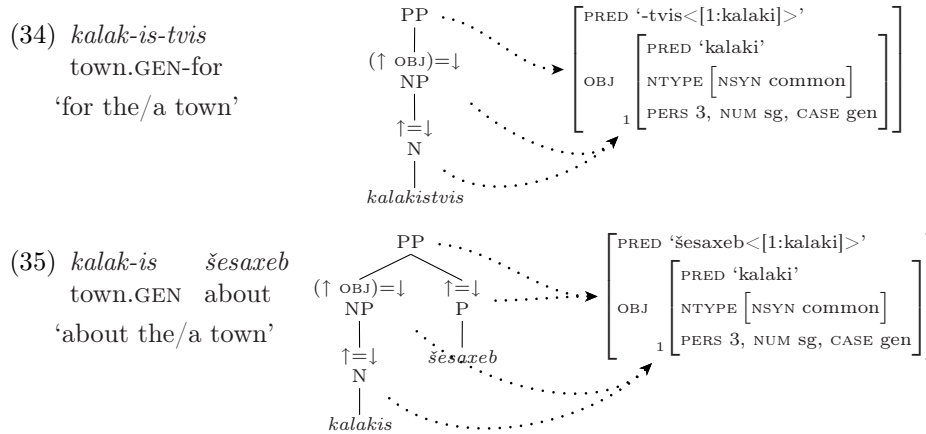 (34) kalak-is-tvis
town.GEN-for
‘for the/a town’
PP
(↑ OBJ)=↓
NP
↑=↓
N
kalakistvis
PRED ‘-tvis<[1:kalaki]>’
PRED ‘kalaki’
OBJ NTYPE [NSYN common]
1 PERS 3, NUM sg, CASE gen
(35) kalak-is šesaxeb
town.GEN about
‘about the/a town’
PP
(↑ OBJ)=↓ ↑=↓
NP P
↑=↓ šesaxeb
N
kalakis
PRED ‘šesaxeb<[1:kalaki]>’
PRED ‘kalaki’
OBJ NTYPE [NSYN common]
1 PERS 3, NUM sg, CASE gen